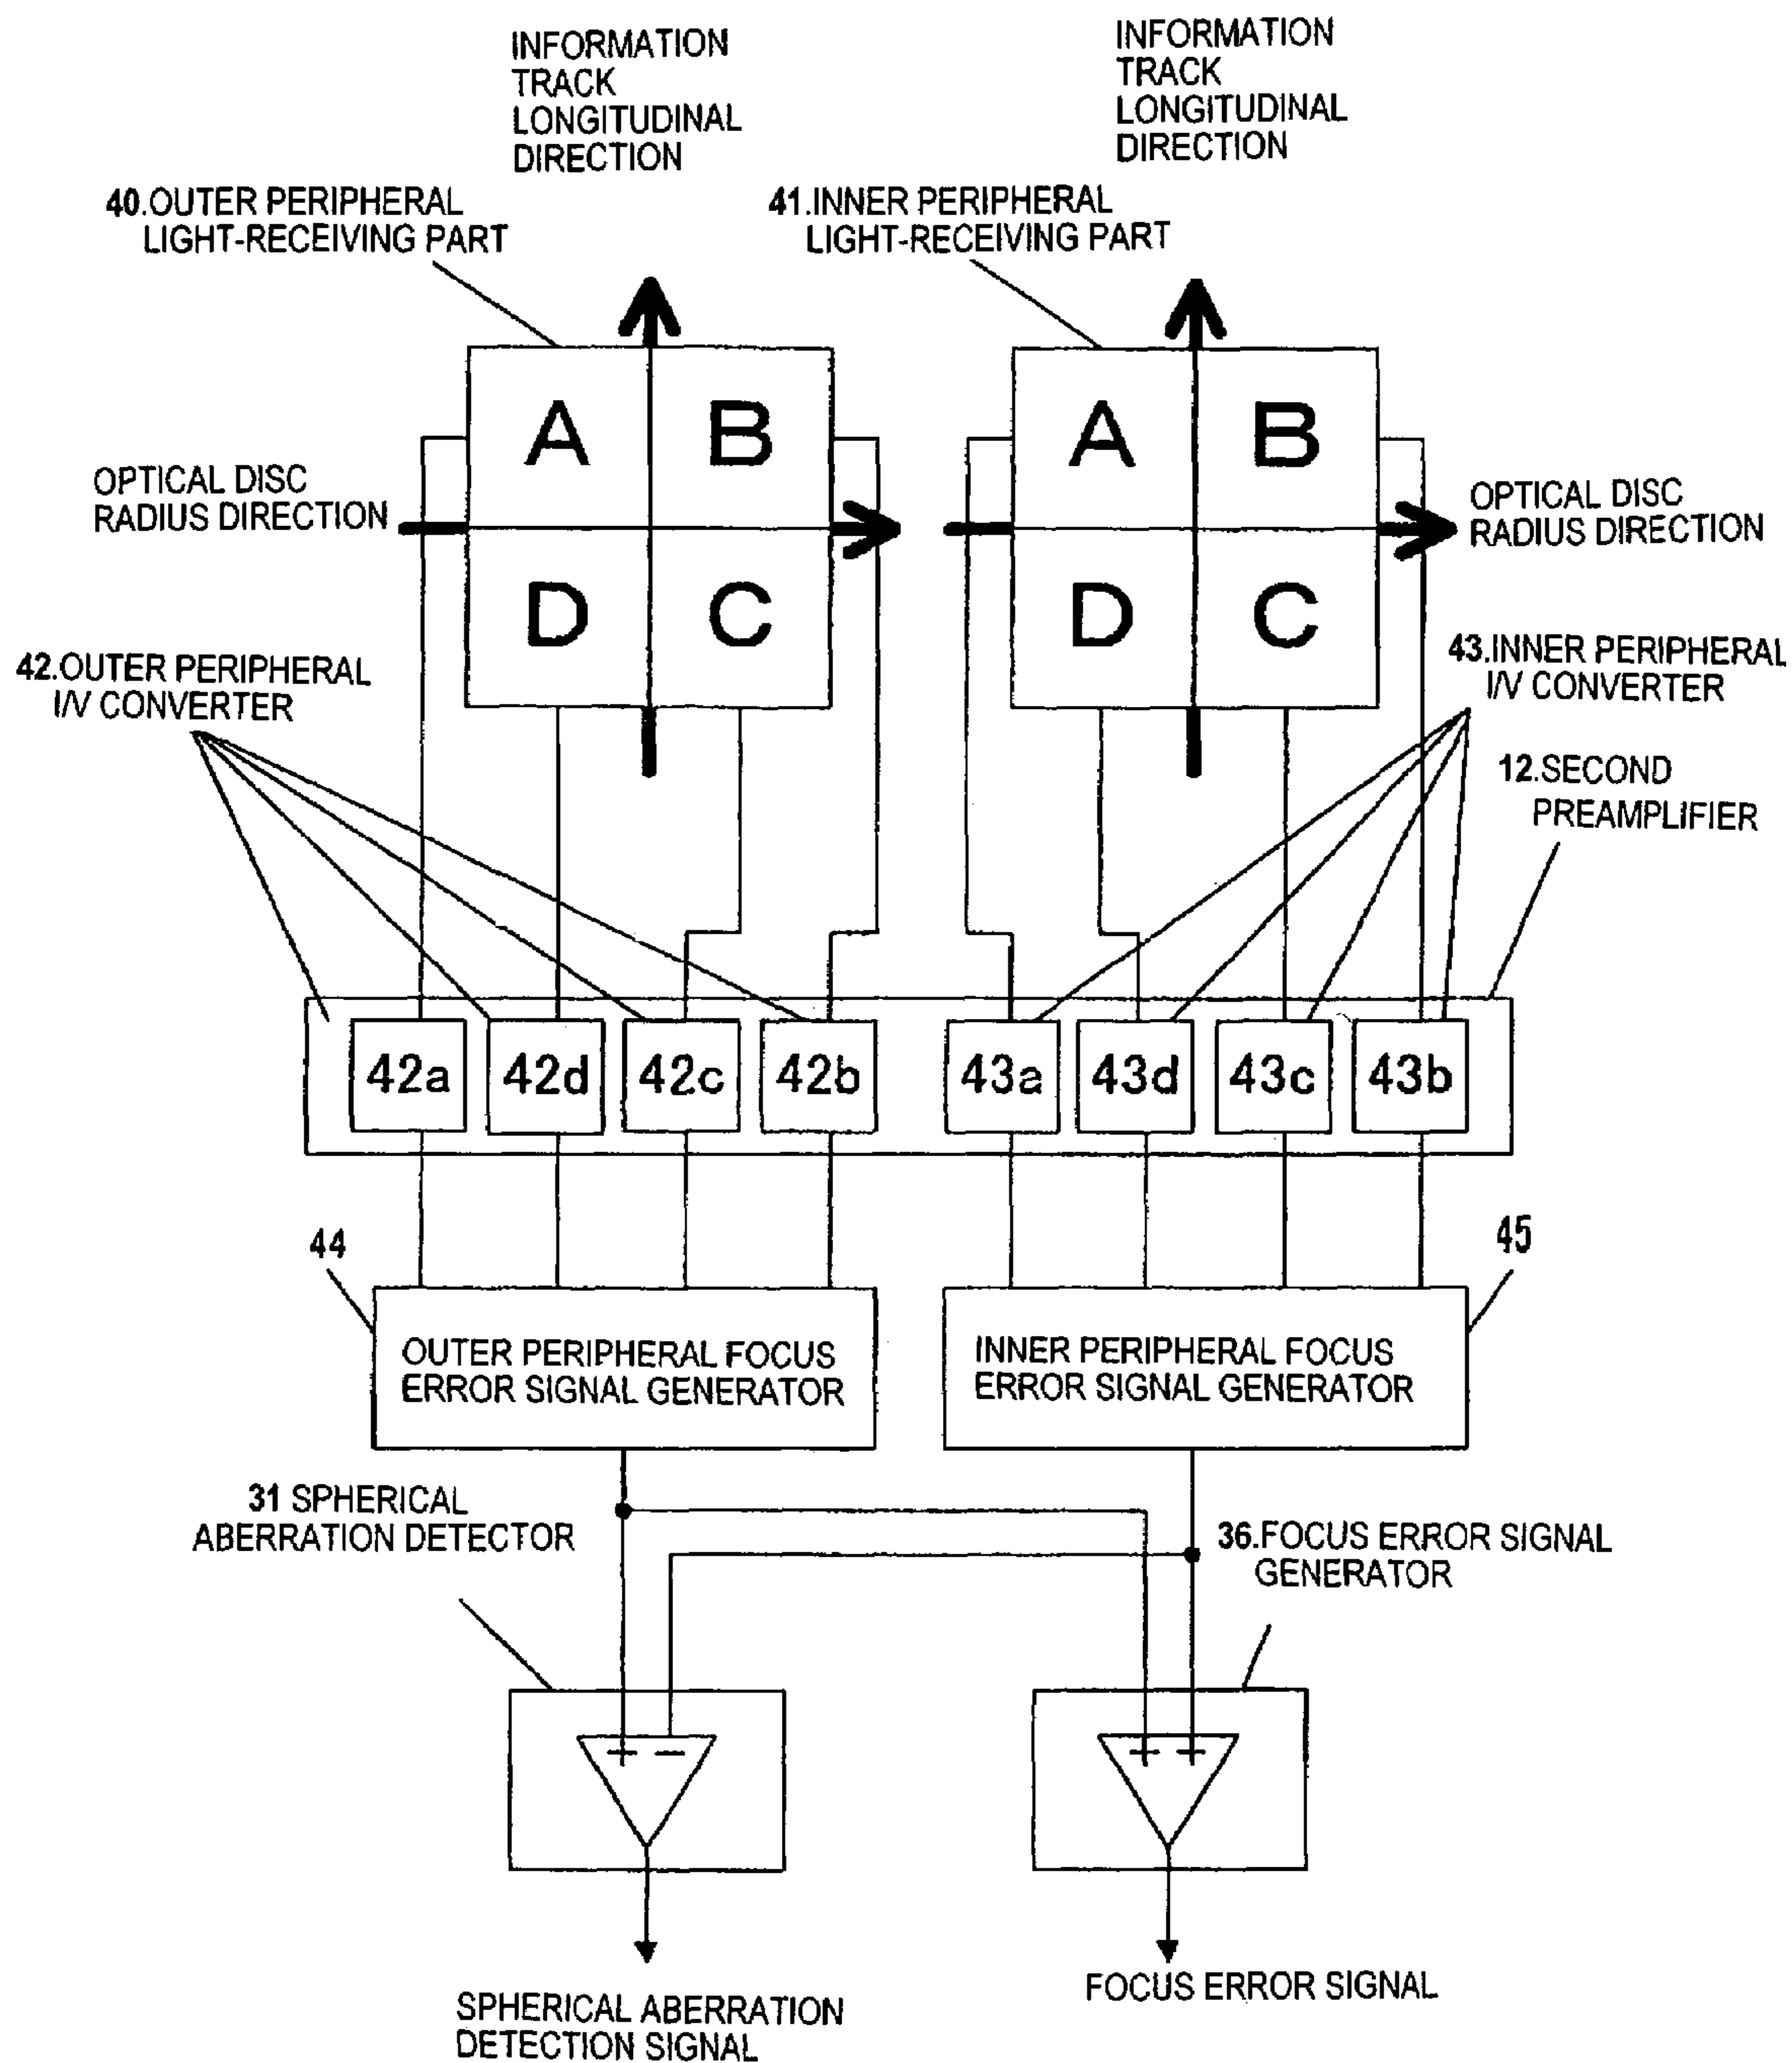 INFORMATION
TRACK
LONGITUDINAL
DIRECTION
INFORMATION
TRACK
LONGITUDINAL
DIRECTION
40.OUTER PERIPHERAL
LIGHT-RECEIVING PART
41.INNER PERIPHERAL
LIGHT-RECEIVING PART
A B
D C
A B
D C
OPTICAL DISC
RADIUS DIRECTION
OPTICAL DISC
RADIUS DIRECTION
42.OUTER PERIPHERAL
I/V CONVERTER
43.INNER PERIPHERAL
I/V CONVERTER
12.SECOND
PREAMPLIFIER
42a 42d 42c 42b 43a 43d 43c 43b
44
45
OUTER PERIPHERAL FOCUS
ERROR SIGNAL GENERATOR
INNER PERIPHERAL FOCUS
ERROR SIGNAL GENERATOR
31 SPHERICAL
ABERRATION DETECTOR
36.FOCUS ERROR SIGNAL
GENERATOR
+ −
+ +
SPHERICAL ABERRATION
DETECTION SIGNAL
FOCUS ERROR SIGNAL